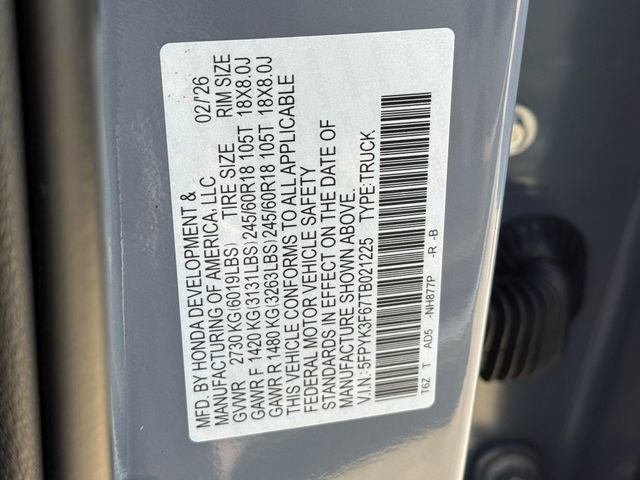 MFD. BY HONDA DEVELOPMENT & 02/'26
MANUFACTURING OF AMERICA, LLC
GVWR 2730 KG(6019LBS) TIRE SIZE RIM SIZE
GAWR F 1420 KG(3131LBS)245/60R18 105T 18X8.0J
GAWR R 1480 KG(3263LBS)245/60R18 105T 18X8.0J
THIS VEHICLE CONFORMS TO ALL APPLICABLE
FEDERAL MOTOR VEHICLE SAFETY
STANDARDS IN EFFECT ON THE DATE OF
MANUFACTURE SHOWN ABOVE.
V.I.N.: 5FPYK3F67TB021225 TYPE:TRUCK
T6Z T AD5 -NH877P -R -B